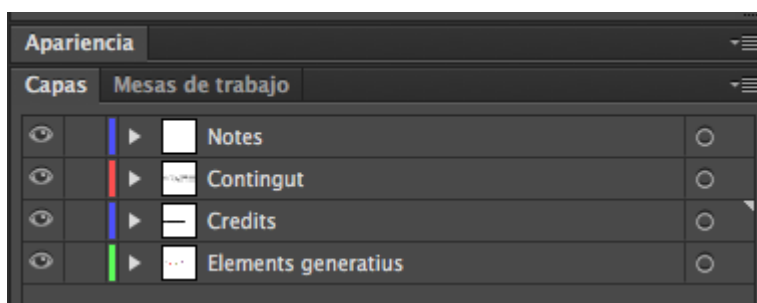 Apariencia
Capas Mesas de trabajo
Notes
Contingut
Credits
Elements generatius